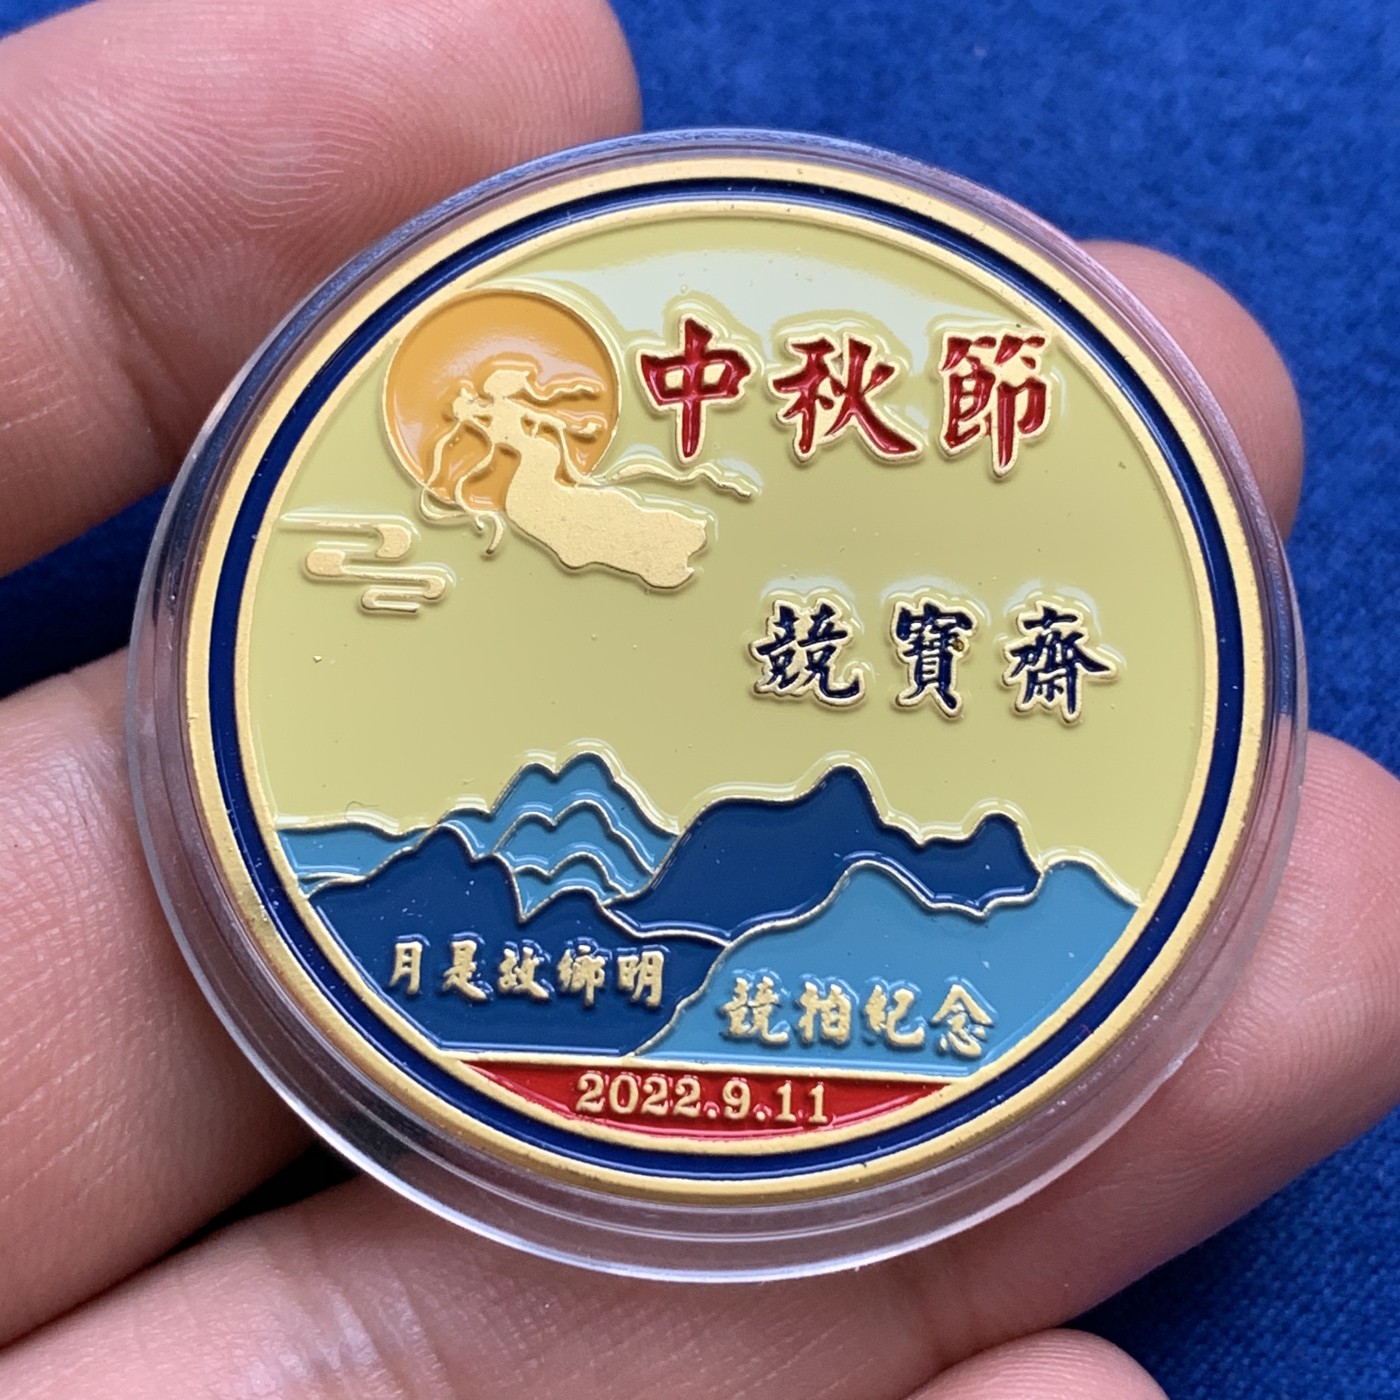 中秋節
競寶齋
月是故鄉明
競拍紀念
2022.9.11